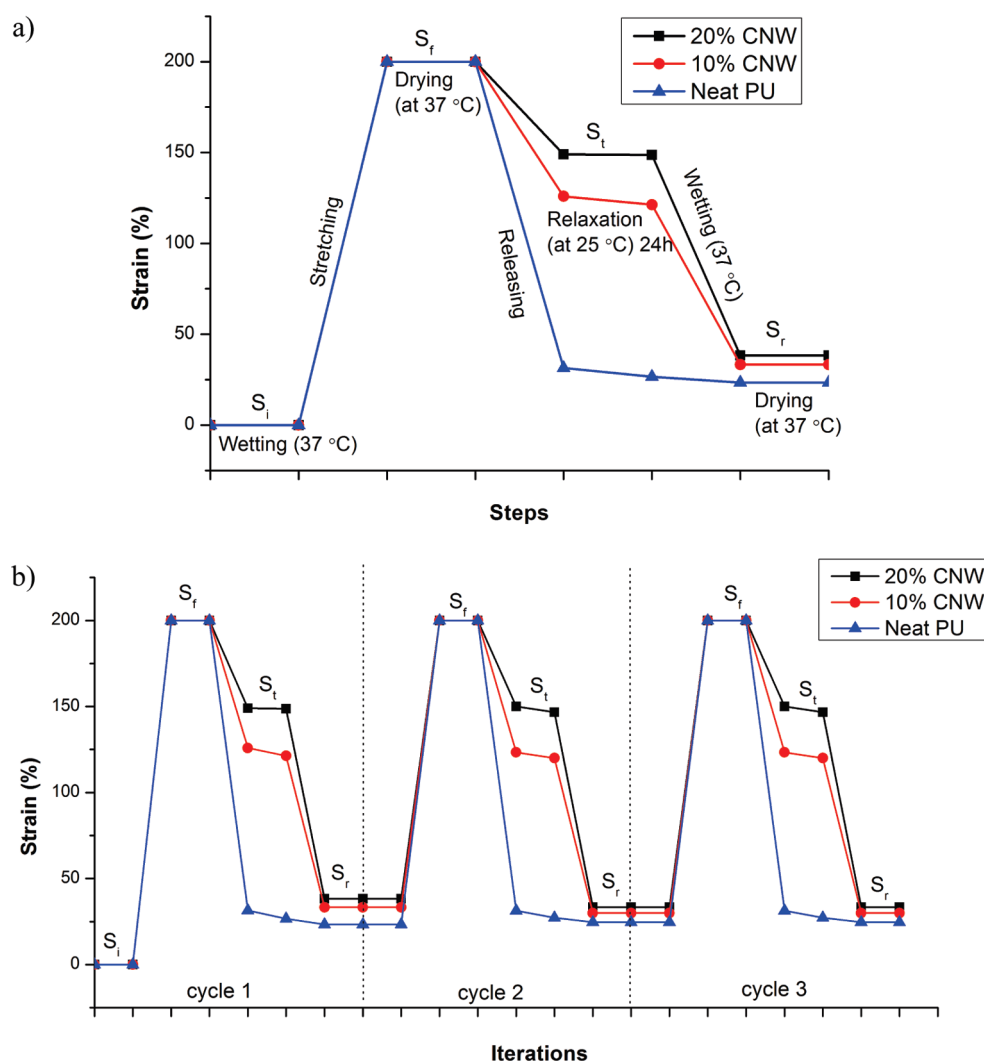 a)
S_f
20% CNW
10% CNW
Neat PU
200
150
100
50
0
Strain (%)
Drying
(at 37 °C)
S_t
Stretching
Releasing
Relaxation
(at 25 °C) 24h
Wetting (37 °C)
S_r
Drying
(at 37 °C)
S_i
Wetting (37 °C)
Steps
b)
20% CNW
10% CNW
Neat PU
S_f
S_f
S_f
200
150
100
50
0
Strain (%)
S_t
S_t
S_t
S_r
S_r
S_r
S_i
cycle 1
cycle 2
cycle 3
Iterations